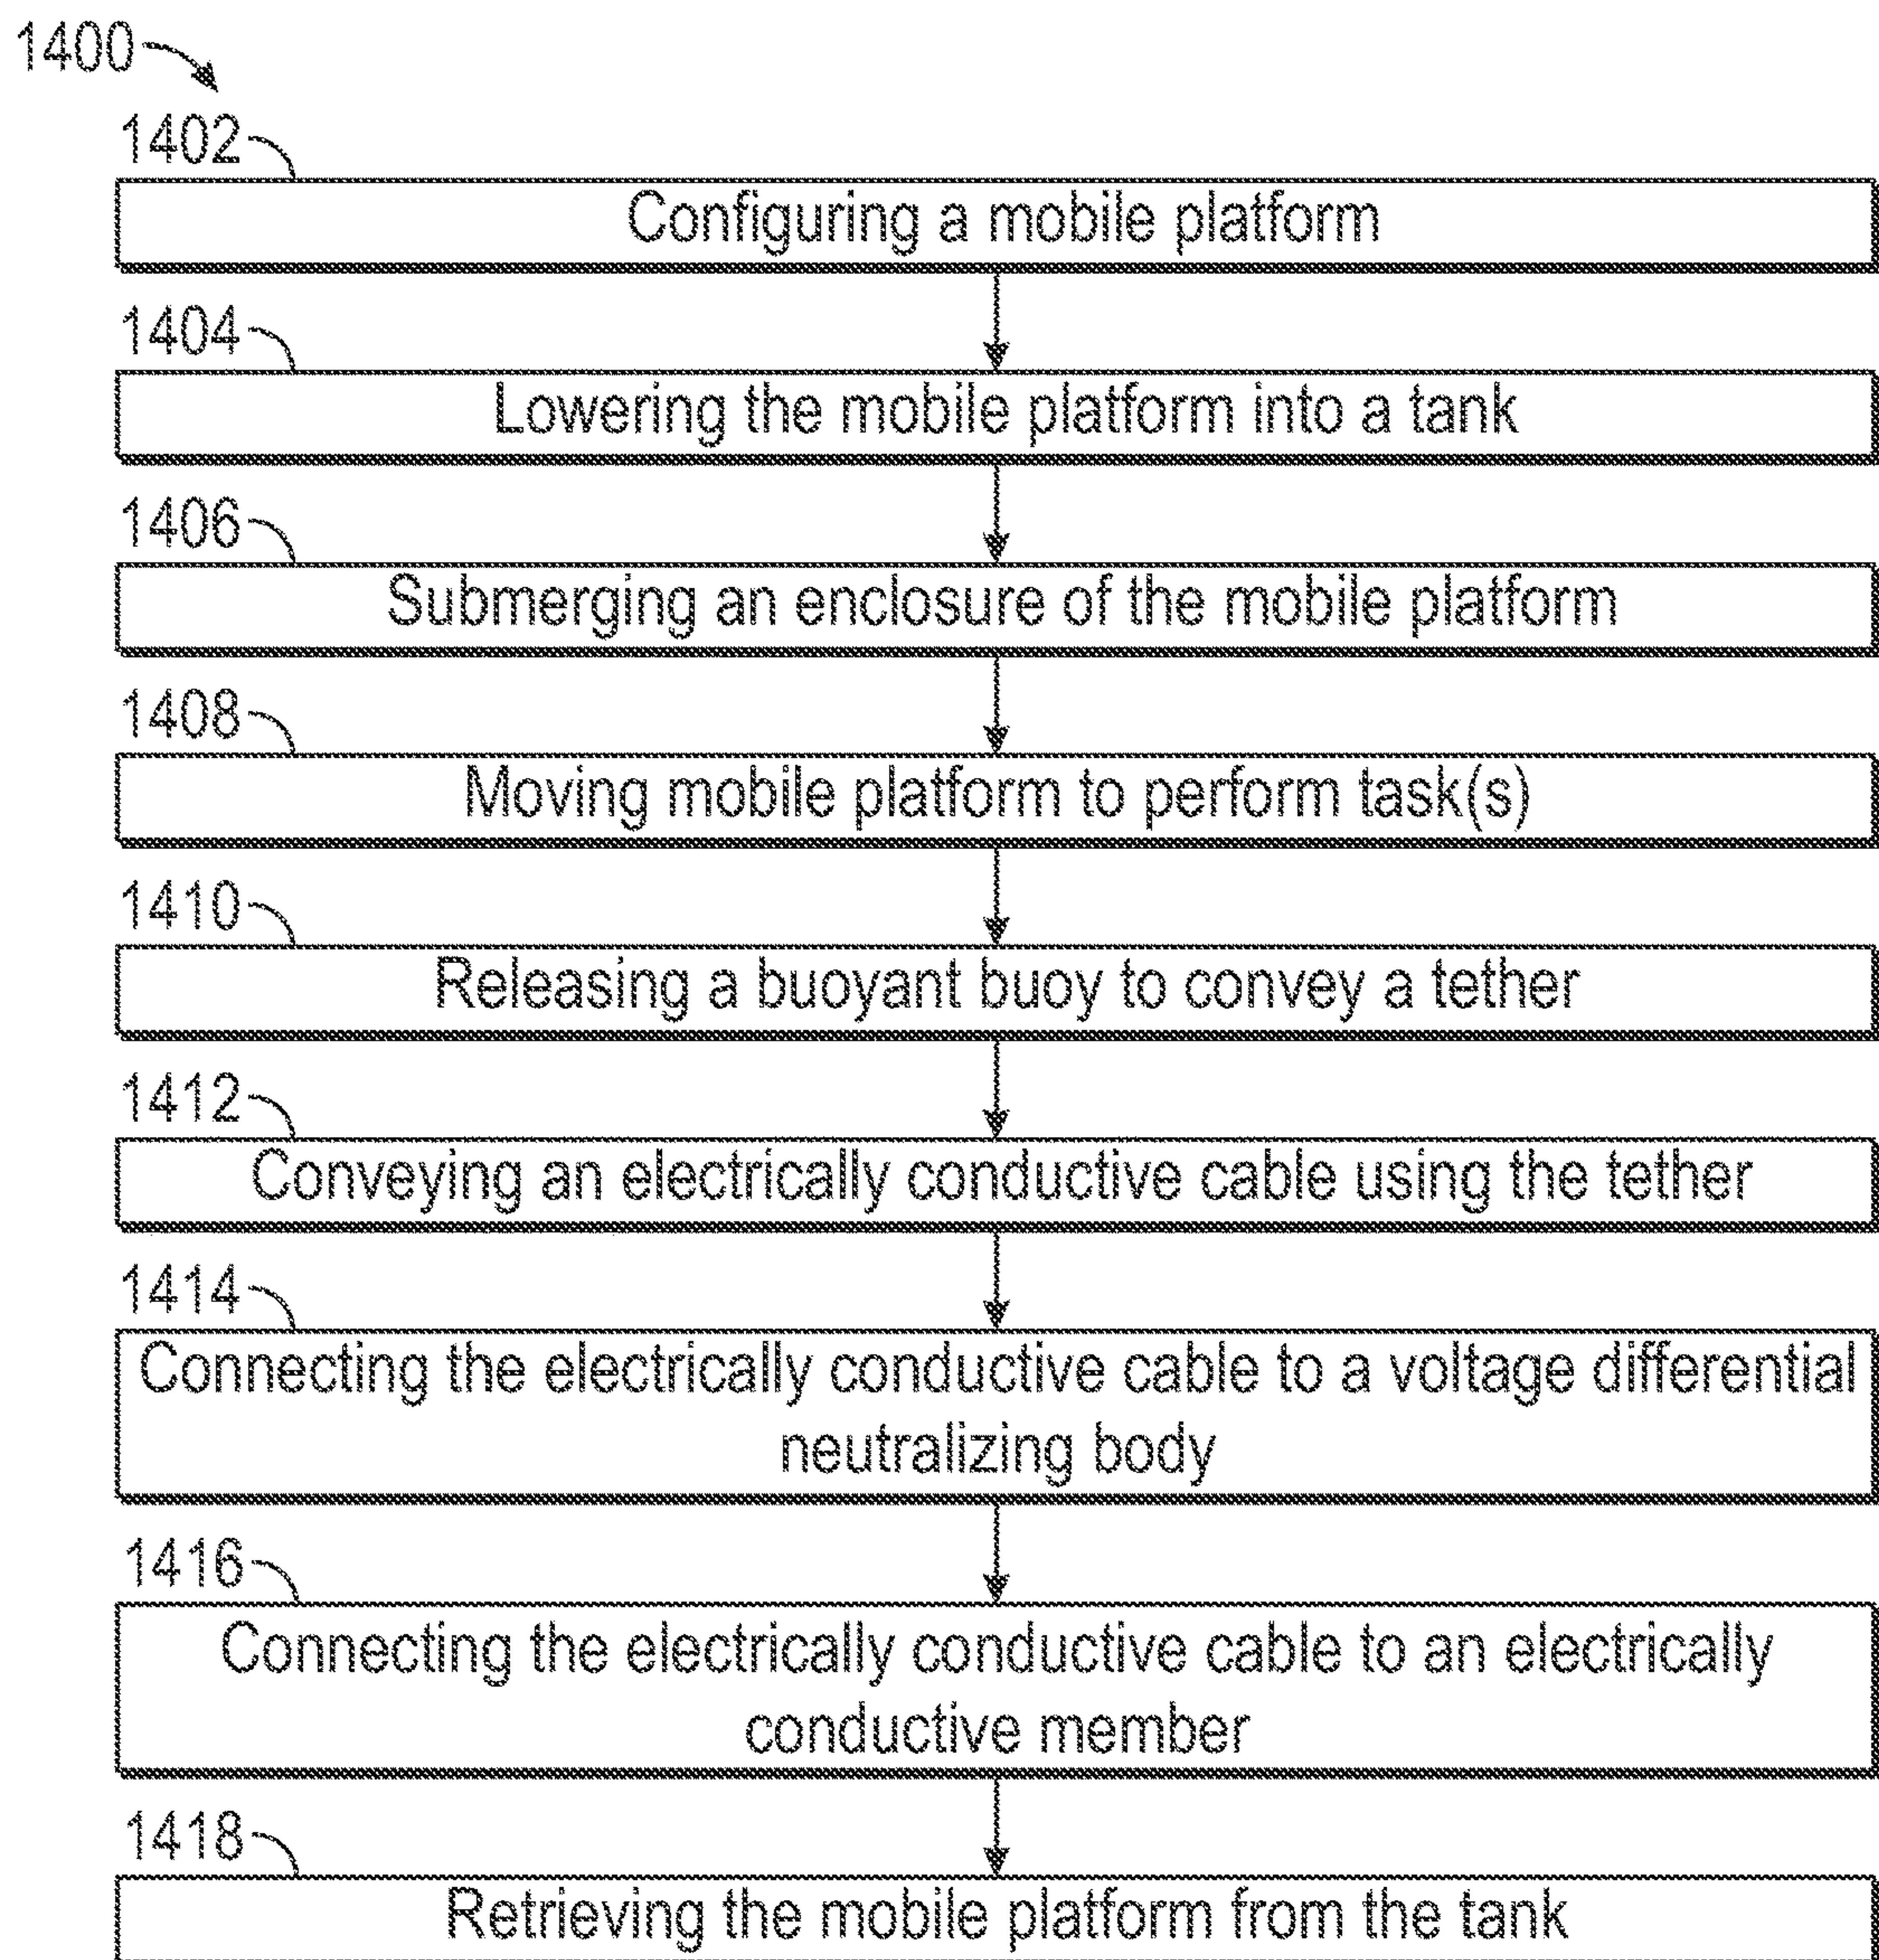 1400
1402
Configuring a mobile platform
1404
Lowering the mobile platform into a tank
1406
Submerging an enclosure of the mobile platform
1408
Moving mobile platform to perform task(s)
1410
Releasing a buoyant buoy to convey a tether
1412
Conveying an electrically conductive cable using the tether
1414
Connecting the electrically conductive cable to a voltage differential
neutralizing body
1416
Connecting the electrically conductive cable to an electrically
conductive member
1418
Retrieving the mobile platform from the tank